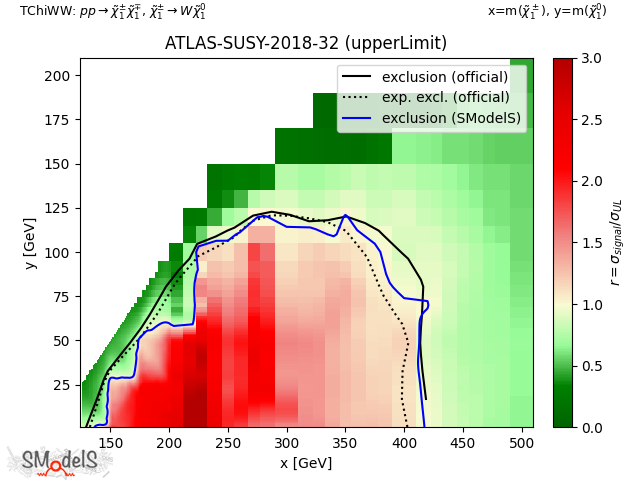 TChiWW: pp→χ̃₁^±χ̃₁^∓, χ̃₁^±→Wχ̃₁^0
x=m(χ̃₁^±), y=m(χ̃₁^0)
ATLAS-SUSY-2018-32 (upperLimit)
exclusion (official)
exp. excl. (official)
exclusion (SModelS)
200
175
150
125
100
75
50
25
y [GeV]
150
200
250
300
350
400
450
500
x [GeV]
3.0
2.5
2.0
1.5
1.0
0.5
0.0
r = σ_signal/σ_UL
SModelS